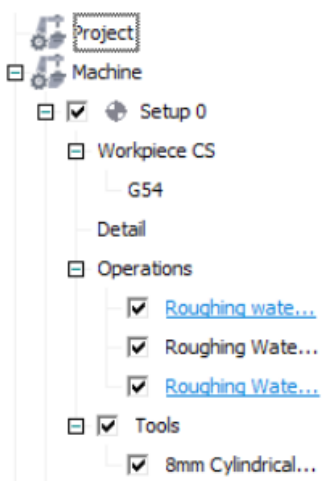 Project
Machine
Setup 0
Workpiece CS
G54
Detail
Operations
Roughing wate...
Roughing Wate...
Roughing Wate...
Tools
8mm Cylindrical...